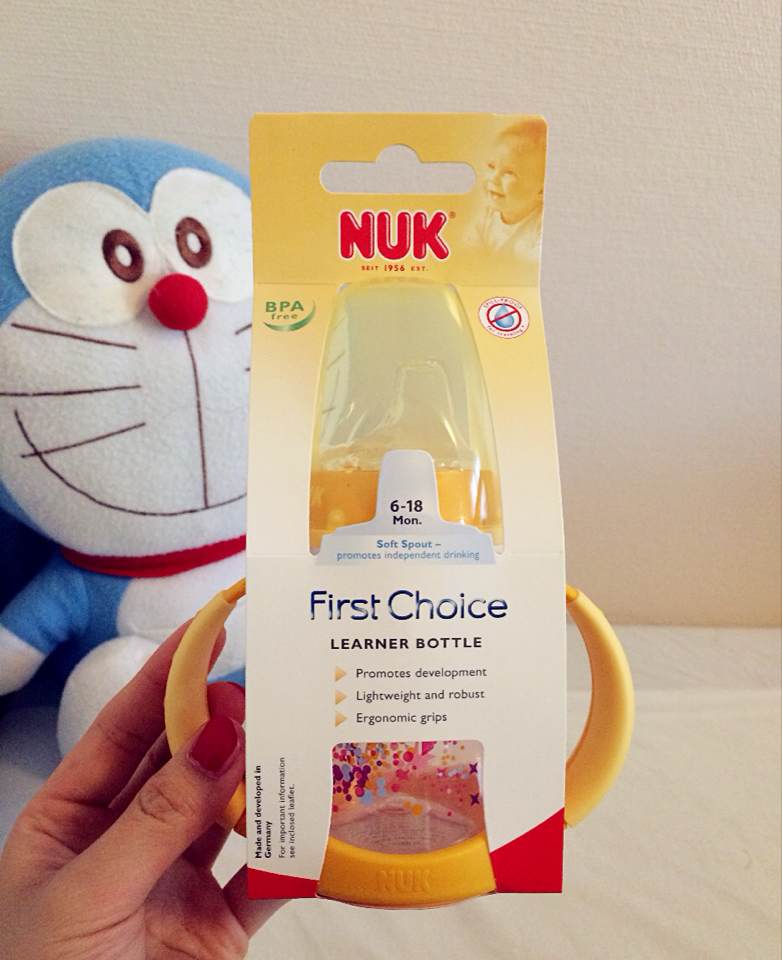 NUK®
SEIT 1956 EST.
BPA
free
6-18
Mon.
Soft Spout –
promotes independent drinking
First Choice
LEARNER BOTTLE
Promotes development
Lightweight and robust
Ergonomic grips
Made and developed in
Germany
For important information
see inclosed leaflet.
NUK